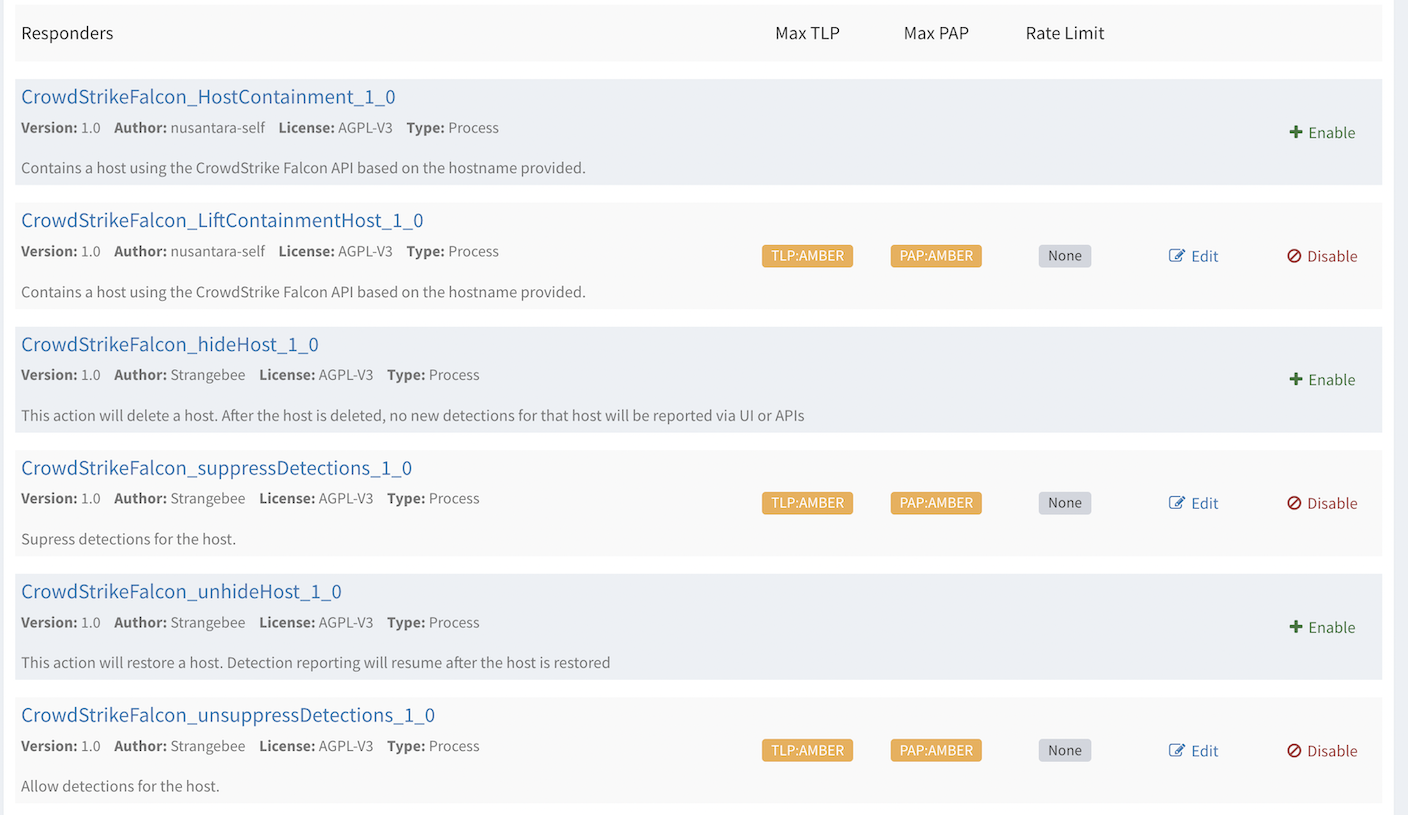 Responders Max TLP Max PAP Rate Limit
CrowdStrikeFalcon_HostContainment_1_0
Version: 1.0 Author: nusantara-self License: AGPL-V3 Type: Process
Enable
Contains a host using the CrowdStrike Falcon API based on the hostname provided.
CrowdStrikeFalcon_LiftContainmentHost_1_0
Version: 1.0 Author: nusantara-self License: AGPL-V3 Type: Process
TLP:AMBER PAP:AMBER None Edit Disable
Contains a host using the CrowdStrike Falcon API based on the hostname provided.
CrowdStrikeFalcon_hideHost_1_0
Version: 1.0 Author: Strangebee License: AGPL-V3 Type: Process
Enable
This action will delete a host. After the host is deleted, no new detections for that host will be reported via UI or APIs
CrowdStrikeFalcon_suppressDetections_1_0
Version: 1.0 Author: Strangebee License: AGPL-V3 Type: Process
TLP:AMBER PAP:AMBER None Edit Disable
Supress detections for the host.
CrowdStrikeFalcon_unhideHost_1_0
Version: 1.0 Author: Strangebee License: AGPL-V3 Type: Process
Enable
This action will restore a host. Detection reporting will resume after the host is restored
CrowdStrikeFalcon_unsuppressDetections_1_0
Version: 1.0 Author: Strangebee License: AGPL-V3 Type: Process
TLP:AMBER PAP:AMBER None Edit Disable
Allow detections for the host.